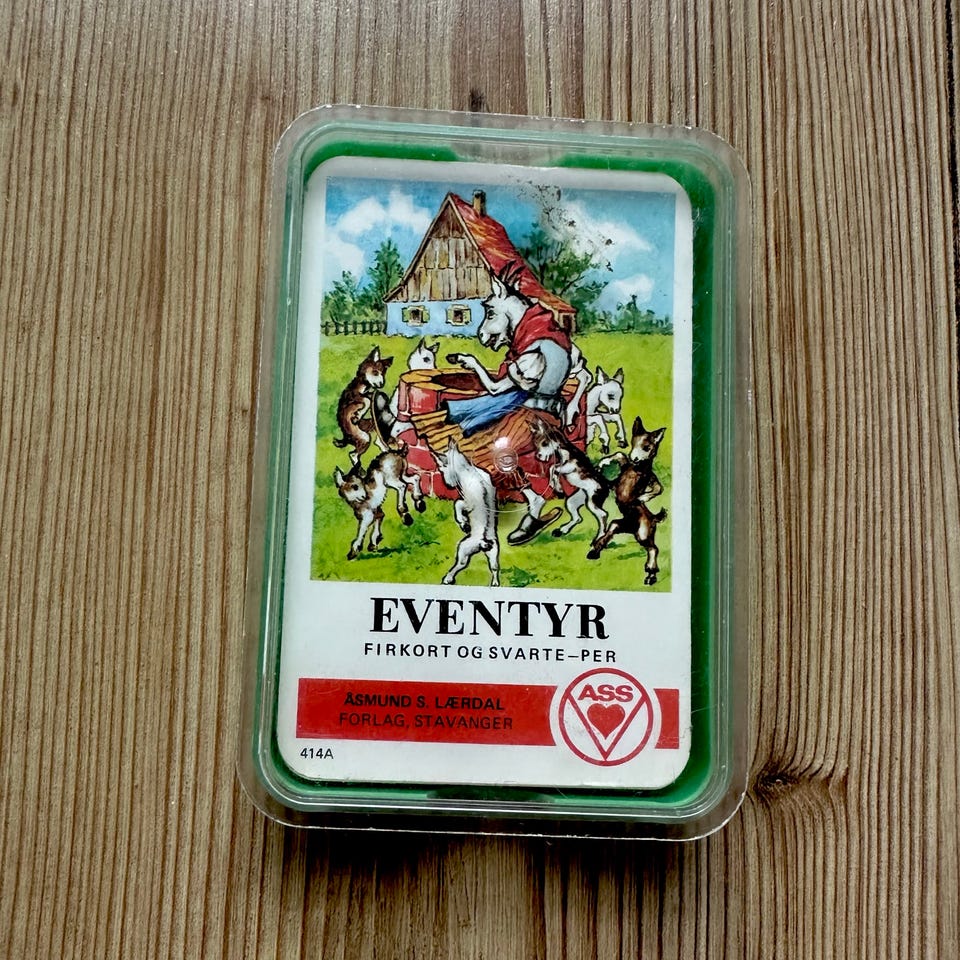 EVENTYR
FIRKORT OG SVARTE–PER
ÅSMUND S. LÆRDAL
FORLAG, STAVANGER
ASS
414A